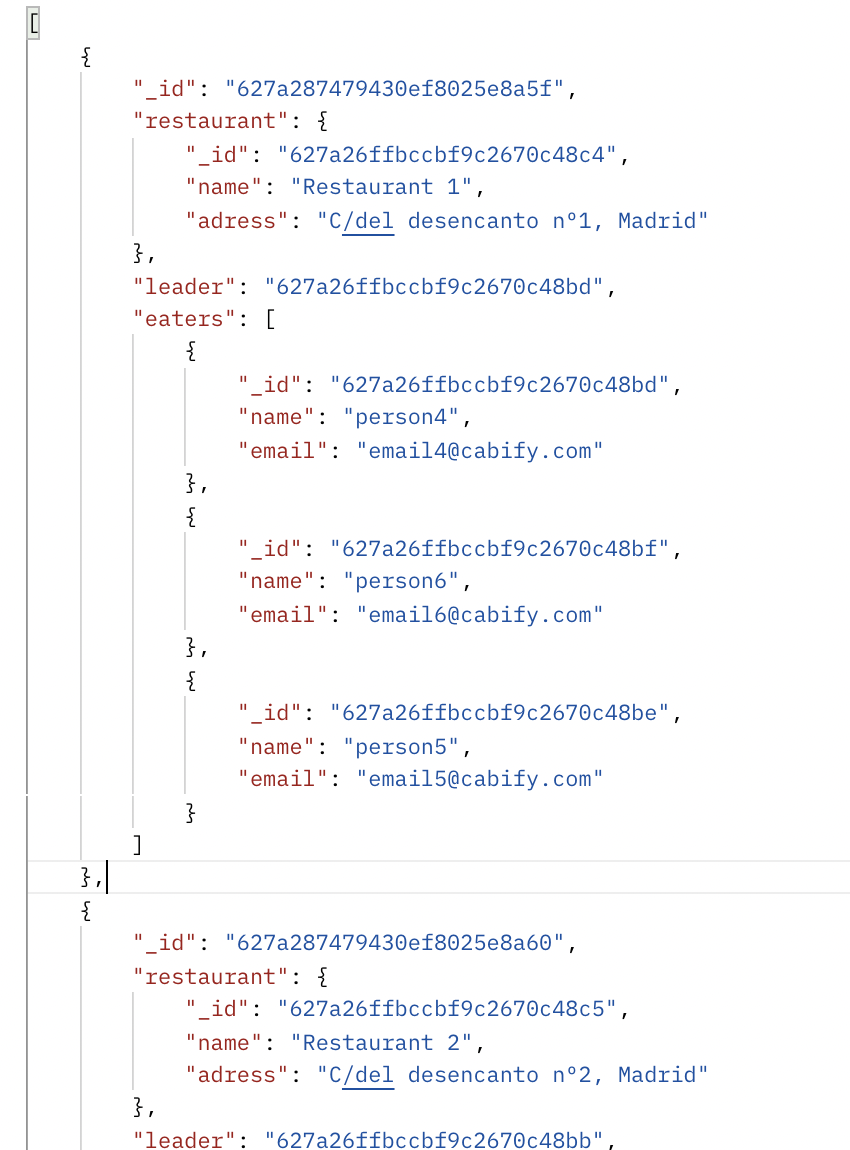 [
{
"_id": "627a287479430ef8025e8a5f",
"restaurant": {
"_id": "627a26ffbccbf9c2670c48c4",
"name": "Restaurant 1",
"adress": "C/del desencanto nº1, Madrid"
},
"leader": "627a26ffbccbf9c2670c48bd",
"eaters": [
{
"_id": "627a26ffbccbf9c2670c48bd",
"name": "person4",
"email": "email4@cabify.com"
},
{
"_id": "627a26ffbccbf9c2670c48bf",
"name": "person6",
"email": "email6@cabify.com"
},
{
"_id": "627a26ffbccbf9c2670c48be",
"name": "person5",
"email": "email5@cabify.com"
}
]
},
{
"_id": "627a287479430ef8025e8a60",
"restaurant": {
"_id": "627a26ffbccbf9c2670c48c5",
"name": "Restaurant 2",
"adress": "C/del desencanto nº2, Madrid"
},
"leader": "627a26ffbccbf9c2670c48bb",